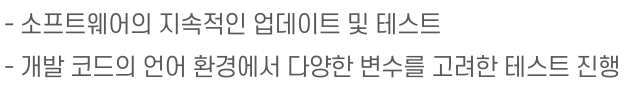 - 소프트웨어의 지속적인 업데이트 및 테스트
- 개발 코드의 언어 환경에서 다양한 변수를 고려한 테스트 진행